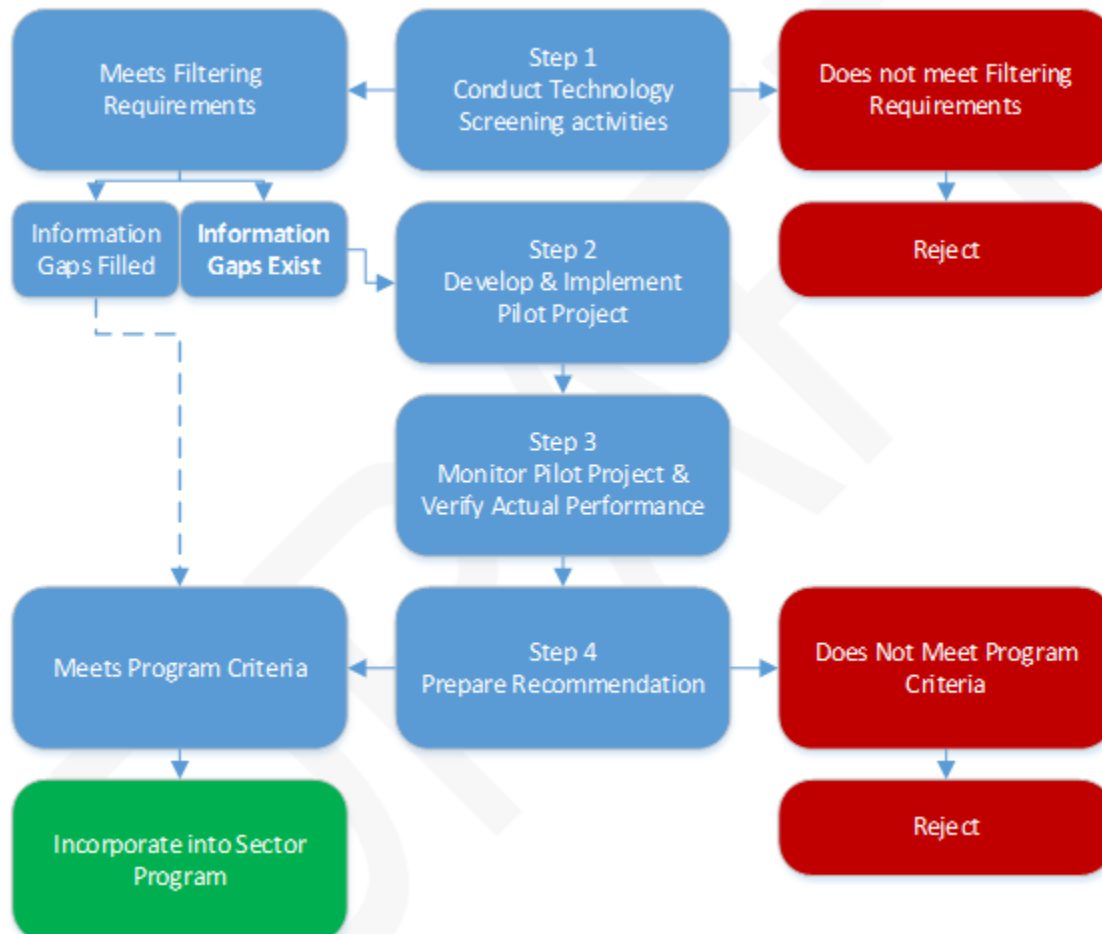 Meets Filtering
Requirements
Step 1
Conduct Technology
Screening activities
Does not meet Filtering
Requirements
Information
Gaps Filled
Information
Gaps Exist
Step 2
Develop & Implement
Pilot Project
Reject
Step 3
Monitor Pilot Project &
Verify Actual Performance
Meets Program Criteria
Step 4
Prepare Recommendation
Does Not Meet Program
Criteria
Incorporate into Sector
Program
Reject
DRAFT